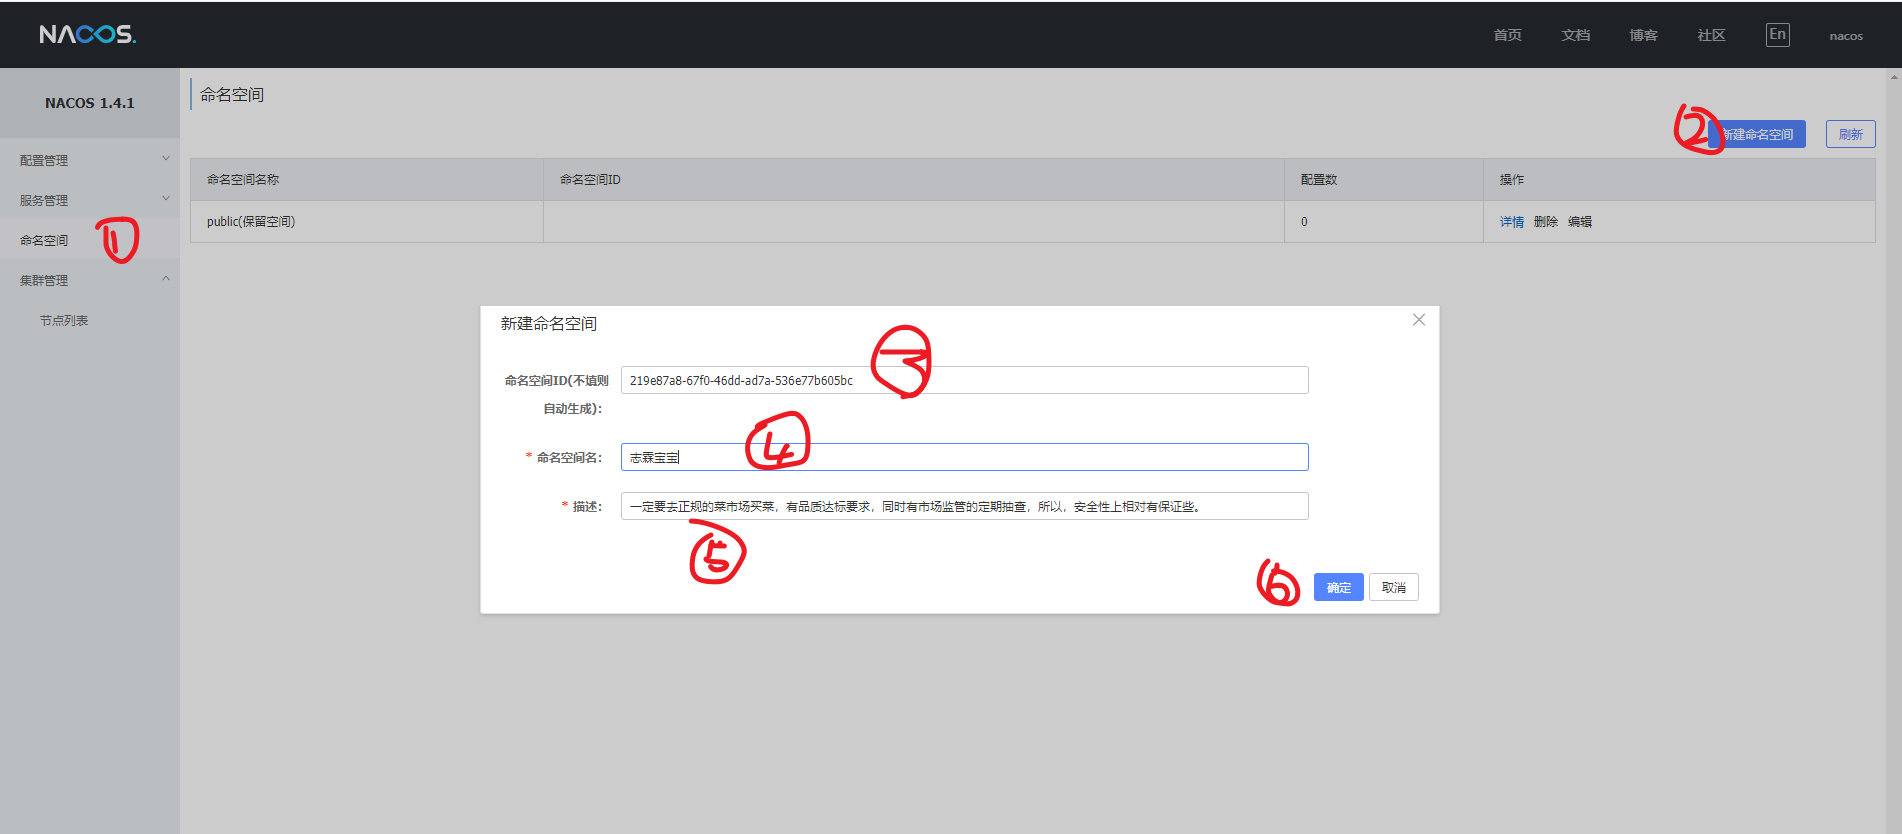 NACOS.
首页 文档 博客 社区 En nacos
NACOS 1.4.1
配置管理
服务管理
命名空间
①
集群管理
节点列表
命名空间
②
新建命名空间 刷新
命名空间名称 命名空间ID 配置数 操作
public(保留空间) 0 详情 删除 编辑
新建命名空间
③
命名空间ID(不填则
自动生成):
219e87a8-67f0-46dd-ad7a-536e77b605bc
④
* 命名空间名: 志霖宝宝
* 描述: 一定要去正规的菜市场买菜，有品质达标要求，同时有市场监管的定期抽查，所以，安全性上相对有保证些。
⑤
⑥
确定 取消